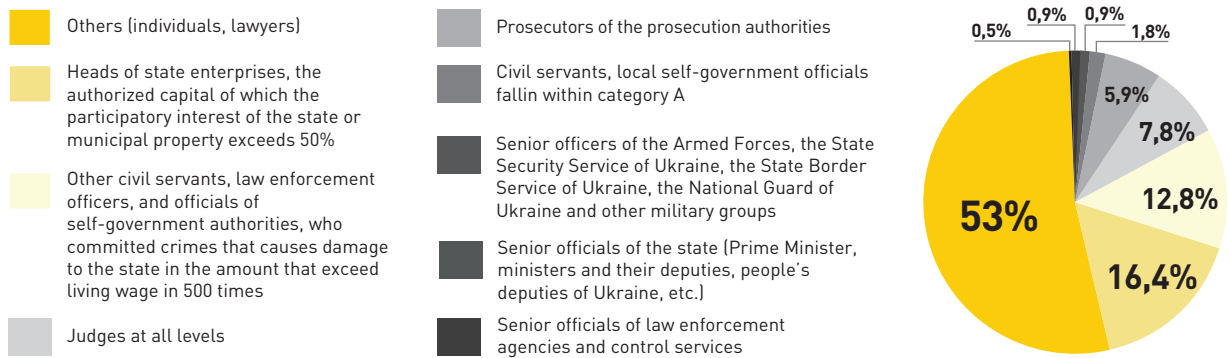 Others (individuals, lawyers)
Heads of state enterprises, the
authorized capital of which the
participatory interest of the state or
municipal property exceeds 50%
Other civil servants, law enforcement
officers, and officials of
self-government authorities, who
committed crimes that causes damage
to the state in the amount that exceed
living wage in 500 times
Judges at all levels
Prosecutors of the prosecution authorities
Civil servants, local self-government officials
fallin within category A
Senior officers of the Armed Forces, the State
Security Service of Ukraine, the State Border
Service of Ukraine, the National Guard of
Ukraine and other military groups
Senior officials of the state (Prime Minister,
ministers and their deputies, people’s
deputies of Ukraine, etc.)
Senior officials of law enforcement
agencies and control services
0,9%
0,9%
0,5%
1,8%
5,9%
7,8%
12,8%
53%
16,4%